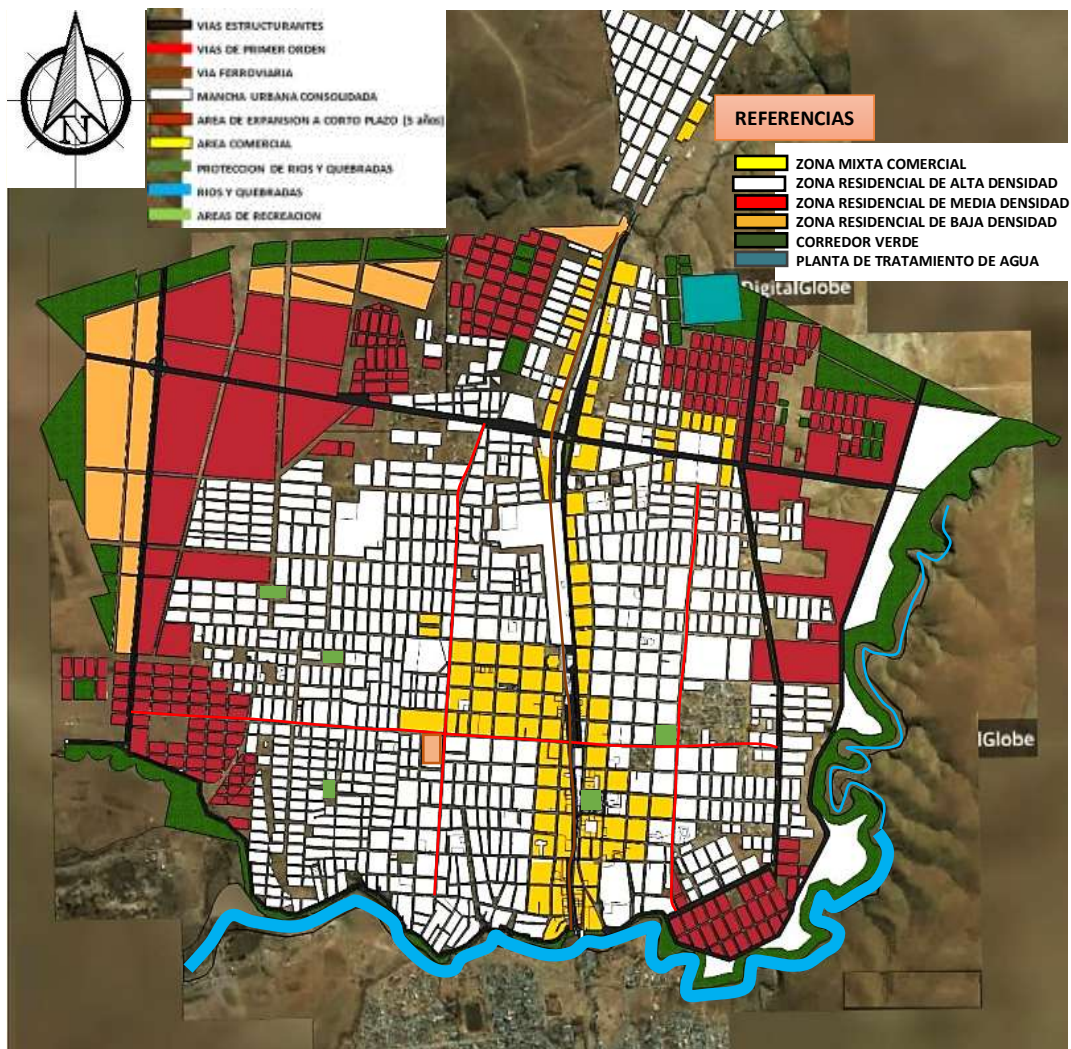 VIAS ESTRUCTURANTES
VIAS DE PRIMER ORDEN
VIA FERROVIARIA
MANCHA URBANA CONSOLIDADA
AREA DE EXPANSION A CORTO PLAZO (5 años)
AREA COMERCIAL
PROTECCION DE RIOS Y QUEBRADAS
RIOS Y QUEBRADAS
AREAS DE RECREACION
N
REFERENCIAS
ZONA MIXTA COMERCIAL
ZONA RESIDENCIAL DE ALTA DENSIDAD
ZONA RESIDENCIAL DE MEDIA DENSIDAD
ZONA RESIDENCIAL DE BAJA DENSIDAD
CORREDOR VERDE
PLANTA DE TRATAMIENTO DE AGUA
DigitalGlobe
lGlobe